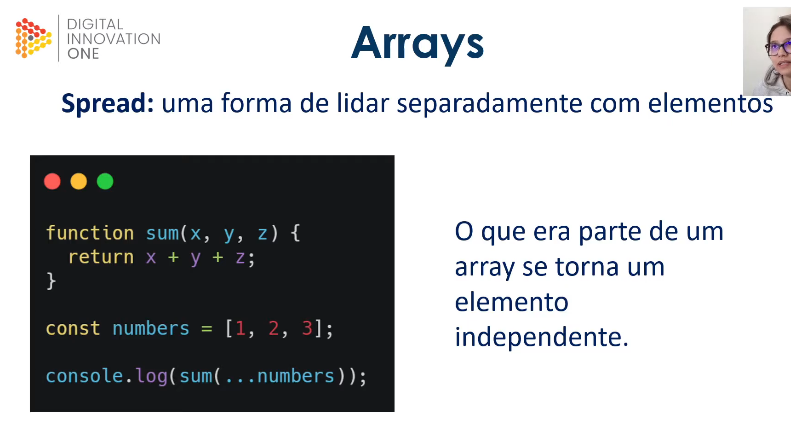 DIGITAL
INNOVATION
ONE
Arrays
Spread: uma forma de lidar separadamente com elementos
function sum(x, y, z) {
  return x + y + z;
}
const numbers = [1, 2, 3];
console.log(sum(...numbers));
O que era parte de um
array se torna um
elemento
independente.